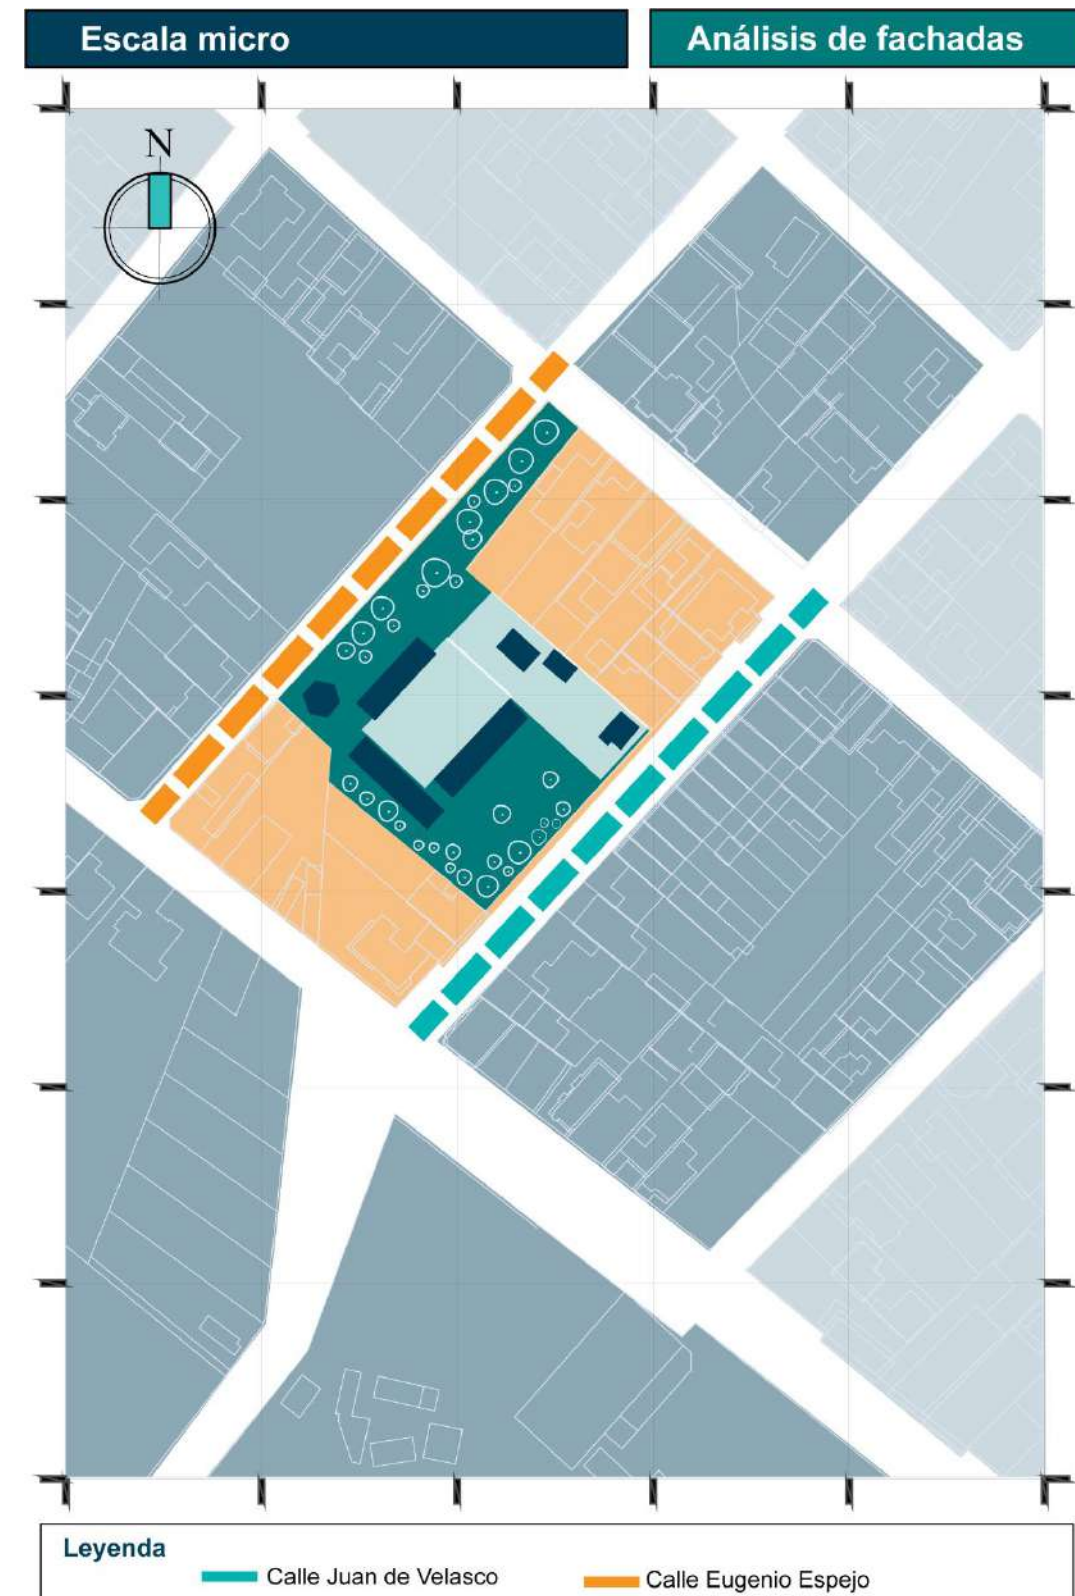 Escala micro
Análisis de fachadas
N
Leyenda
Calle Juan de Velasco
Calle Eugenio Espejo